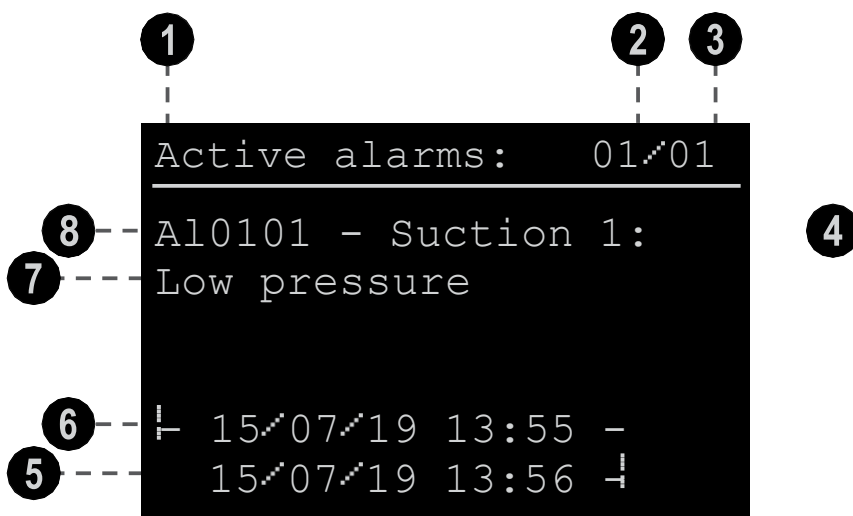 1 2 3
Active alarms: 01/01
8 Al0101 - Suction 1: 4
7 Low pressure
6 15/07/19 13:55 -
5 15/07/19 13:56